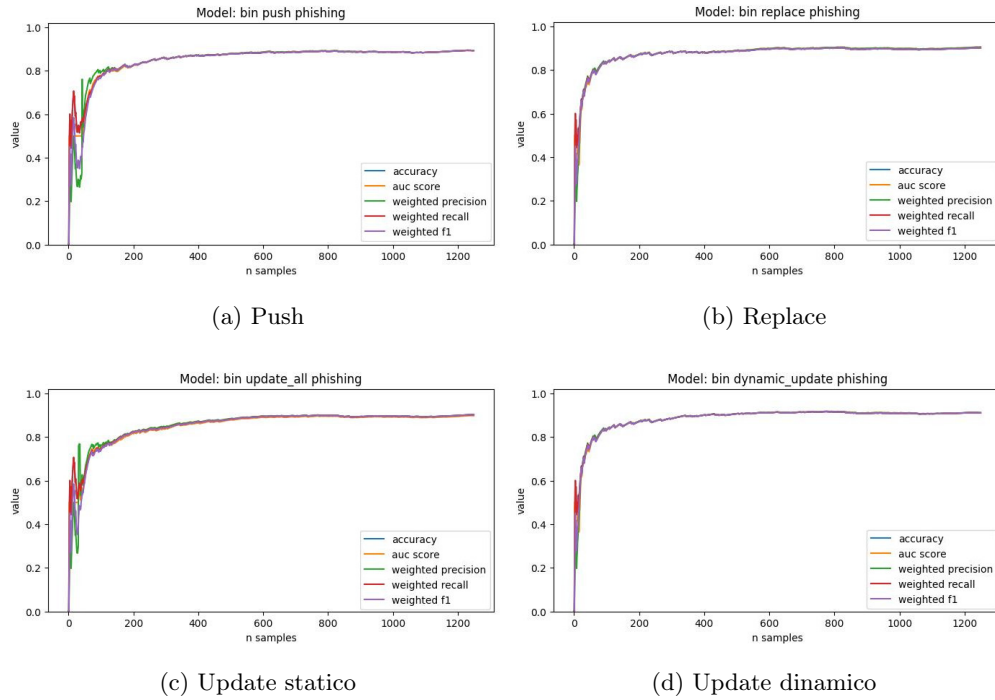 Model: bin push phishing
1.0
0.8
0.6
0.4
0.2
0.0
value
0 200 400 600 800 1000 1200
n samples
accuracy
auc score
weighted precision
weighted recall
weighted f1
(a) Push
Model: bin replace phishing
1.0
0.8
0.6
0.4
0.2
0.0
value
0 200 400 600 800 1000 1200
n samples
accuracy
auc score
weighted precision
weighted recall
weighted f1
(b) Replace
Model: bin update_all phishing
1.0
0.8
0.6
0.4
0.2
0.0
value
0 200 400 600 800 1000 1200
n samples
accuracy
auc score
weighted precision
weighted recall
weighted f1
(c) Update statico
Model: bin dynamic_update phishing
1.0
0.8
0.6
0.4
0.2
0.0
value
0 200 400 600 800 1000 1200
n samples
accuracy
auc score
weighted precision
weighted recall
weighted f1
(d) Update dinamico